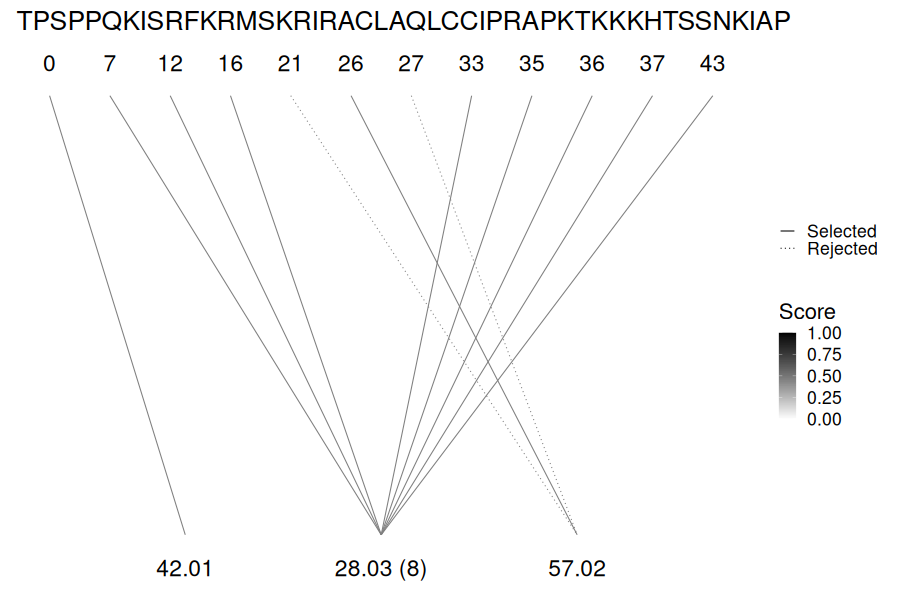 TPSPPQKISRFKRMSKRIRACLAQLCCIPRAPKTKKKHTSSNKIAP
0 7 12 16 21 26 27 33 35 36 37 43
Selected
Rejected
Score
1.00
0.75
0.50
0.25
0.00
42.01 28.03 (8) 57.02